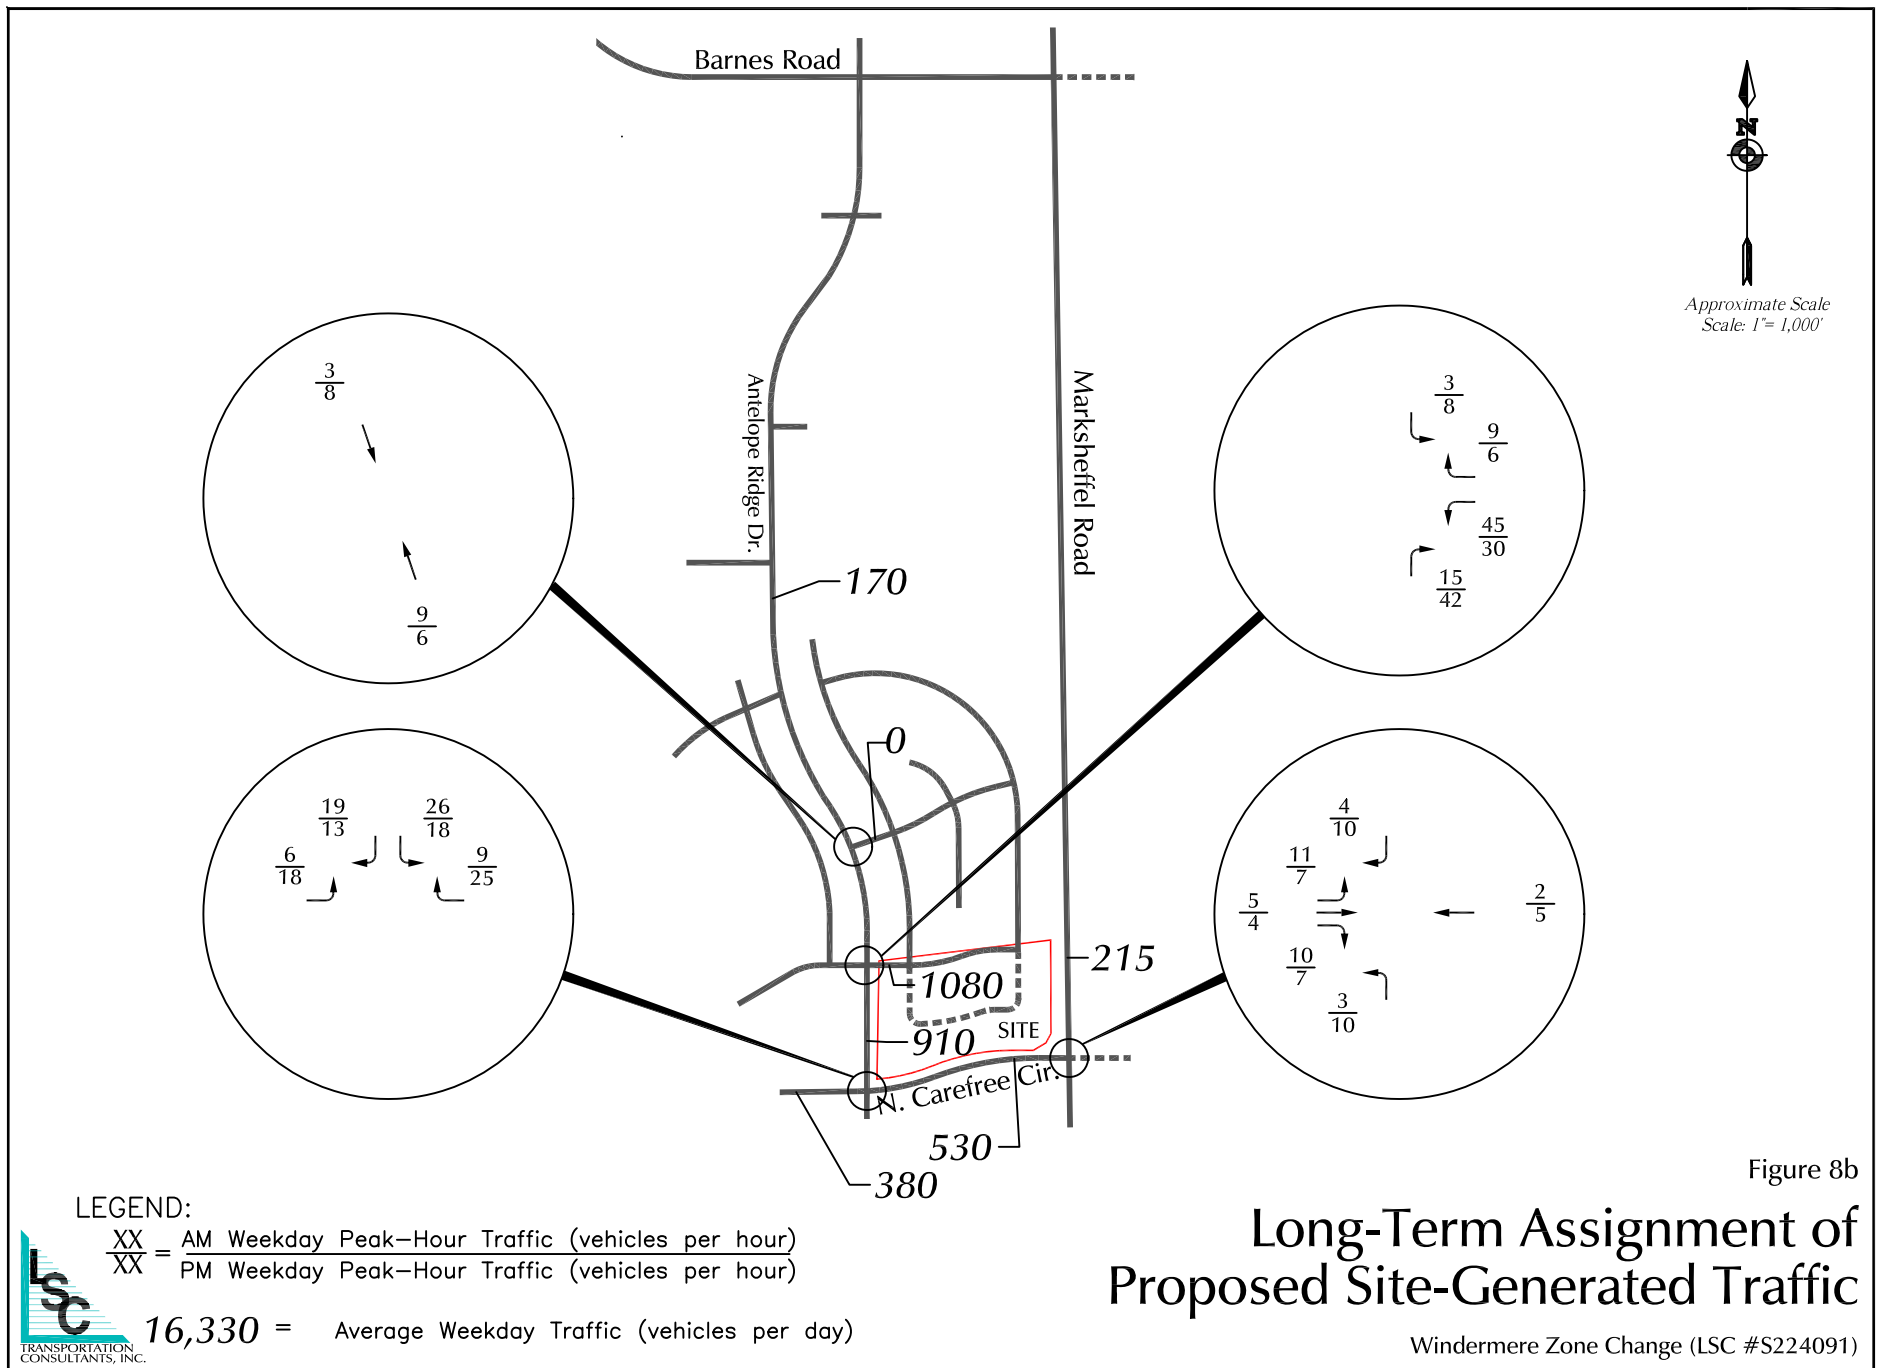 Barnes Road
N
Approximate Scale
Scale: 1"= 1,000'
Antelope Ridge Dr.
Marksheffel Road
3
8
9
6
3
8
9
6
45
30
15
42
170
0
19
13
26
18
6
18
9
25
4
10
11
7
5
4
2
5
10
7
3
10
215
1080
910
SITE
N. Carefree Cir.
530
380
Figure 8b
Long-Term Assignment of
Proposed Site-Generated Traffic
Windermere Zone Change (LSC #S224091)
LEGEND:
XX
XX
= AM Weekday Peak-Hour Traffic (vehicles per hour)
PM Weekday Peak-Hour Traffic (vehicles per hour)
16,330 = Average Weekday Traffic (vehicles per day)
LSC
TRANSPORTATION
CONSULTANTS, INC.